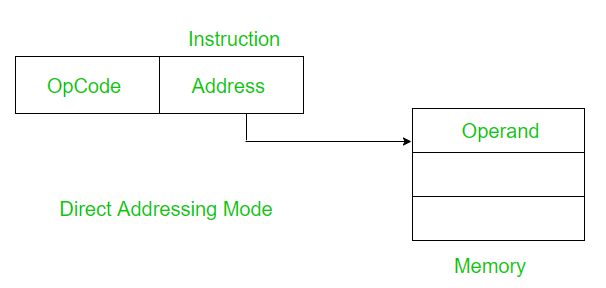 Instruction
OpCode
Address
Operand
Direct Addressing Mode
Memory